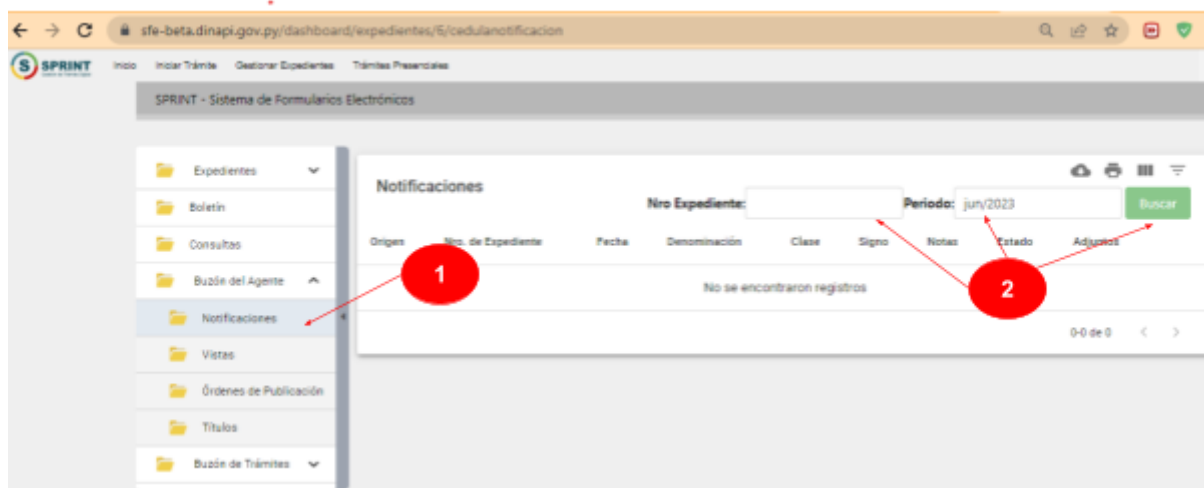 sfe-beta.dinapi.gov.py/dashboard/expedientes/6/cedulanotificacion
S SPRINT Inicio Iniciar Trámite Gestionar Expedientes Trámites Presenciales
SPRINT - Sistema de Formularios Electrónicos
Expedientes
Boletín
Consultas
Buzón del Agente
Notificaciones
Vistas
Órdenes de Publicación
Títulos
Buzón de Trámites
Notificaciones
Nro Expediente: Periodo: jun/2023 Buscar
Origen Nro. de Expediente Fecha Denominación Clase Signo Notas Estado Adjuntos
No se encontraron registros
0-0 de 0
1
2